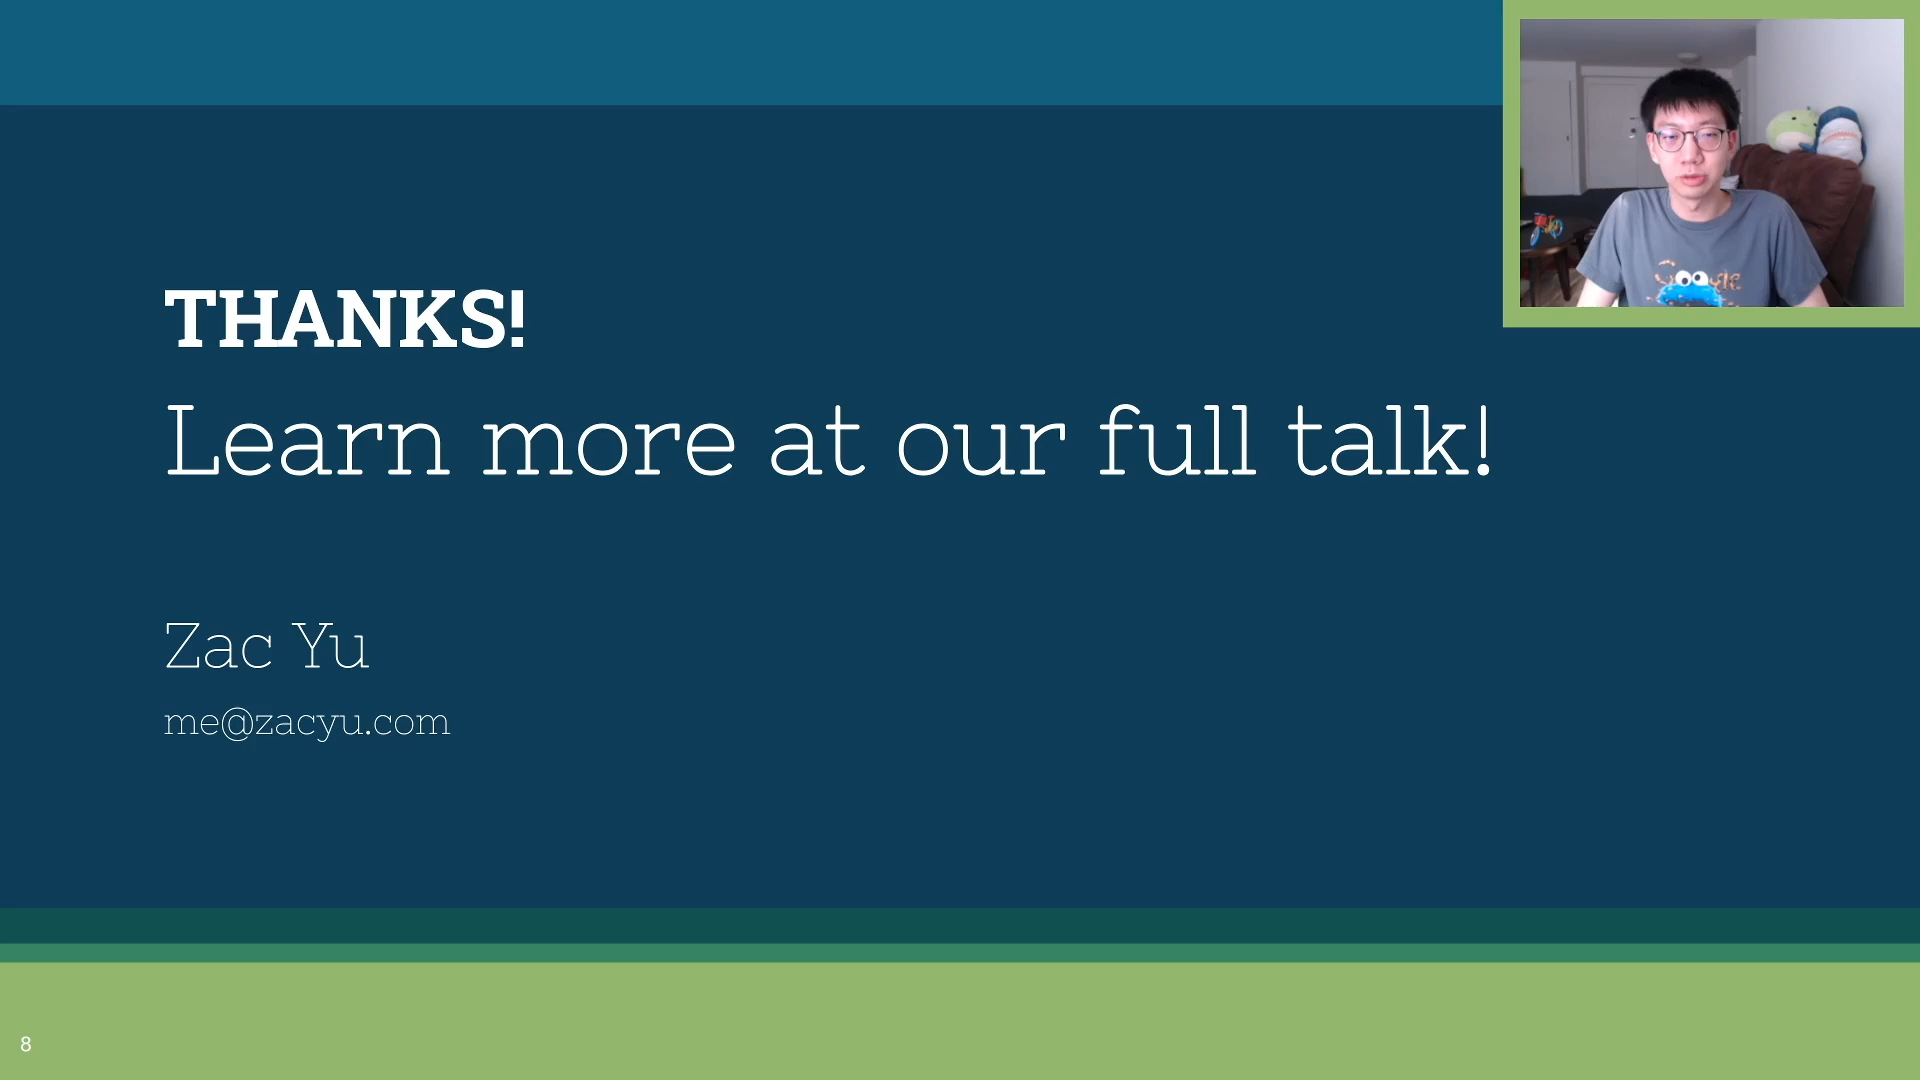 THANKS!
Learn more at our full talk!
Zac Yu
me@zacyu.com
8